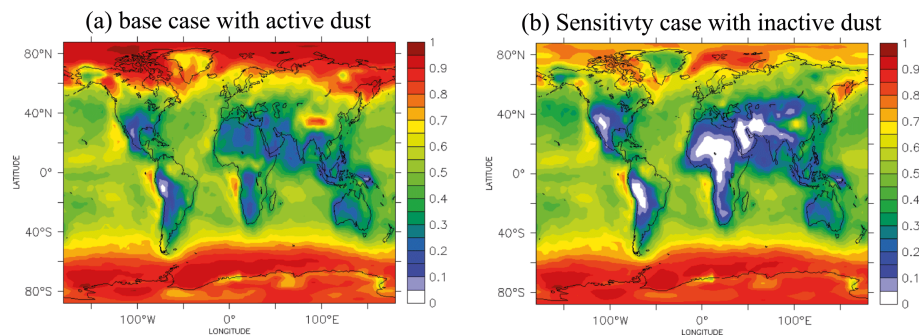 (a) base case with active dust
(b) Sensitivty case with inactive dust
80°N
40°N
0°
40°S
80°S
LATITUDE
100°W
0°
100°E
LONGITUDE
1
0.9
0.8
0.7
0.6
0.5
0.4
0.3
0.2
0.1
0
80°N
40°N
0°
40°S
80°S
LATITUDE
100°W
0°
100°E
LONGITUDE
1
0.9
0.8
0.7
0.6
0.5
0.4
0.3
0.2
0.1
0